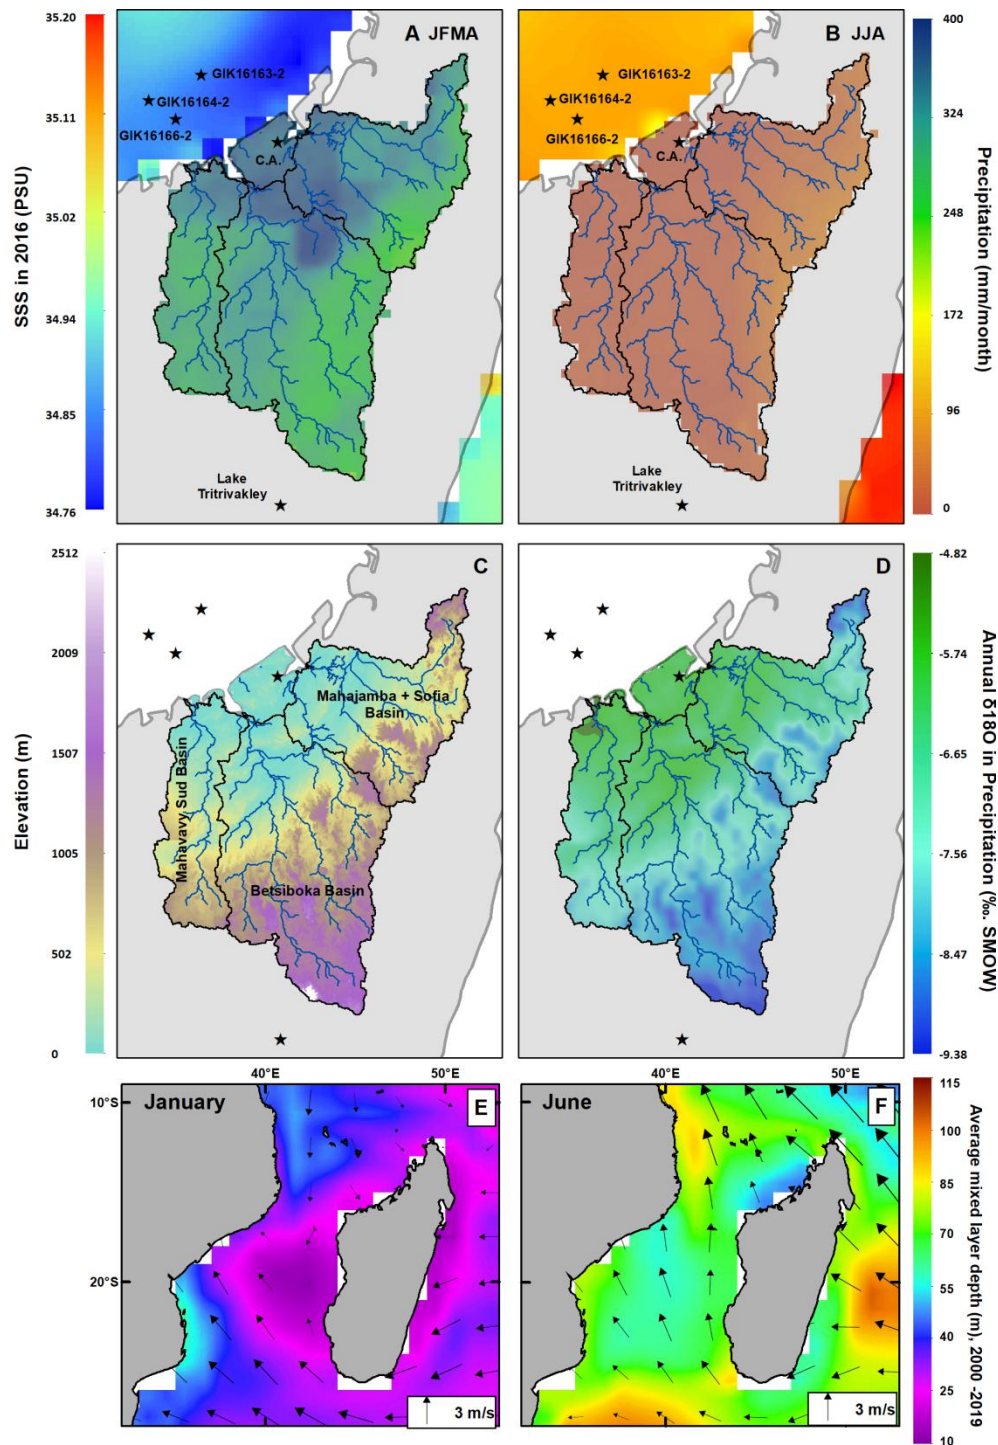 35.20
35.11
35.02
34.94
34.85
34.76
SSS in 2016 (PSU)
A JFMA
GIK16163-2
GIK16164-2
GIK16166-2
C.A.
Lake
Tritrivakley
B JJA
GIK16163-2
GIK16164-2
GIK16166-2
C.A.
Lake
Tritrivakley
400
324
248
172
96
0
Precipitation (mm/month)
2512
2009
1507
1005
502
0
Elevation (m)
C
Mahajamba + Sofia
Basin
Mahavavy Sud Basin
Betsiboka Basin
D
-4.82
-5.74
-6.65
-7.56
-8.47
-9.38
Annual δ18O in Precipitation (‰ SMOW)
40°E
50°E
40°E
50°E
10°S
20°S
January
E
3 m/s
June
F
3 m/s
115
100
85
70
55
40
25
10
Average mixed layer depth (m), 2000 -2019